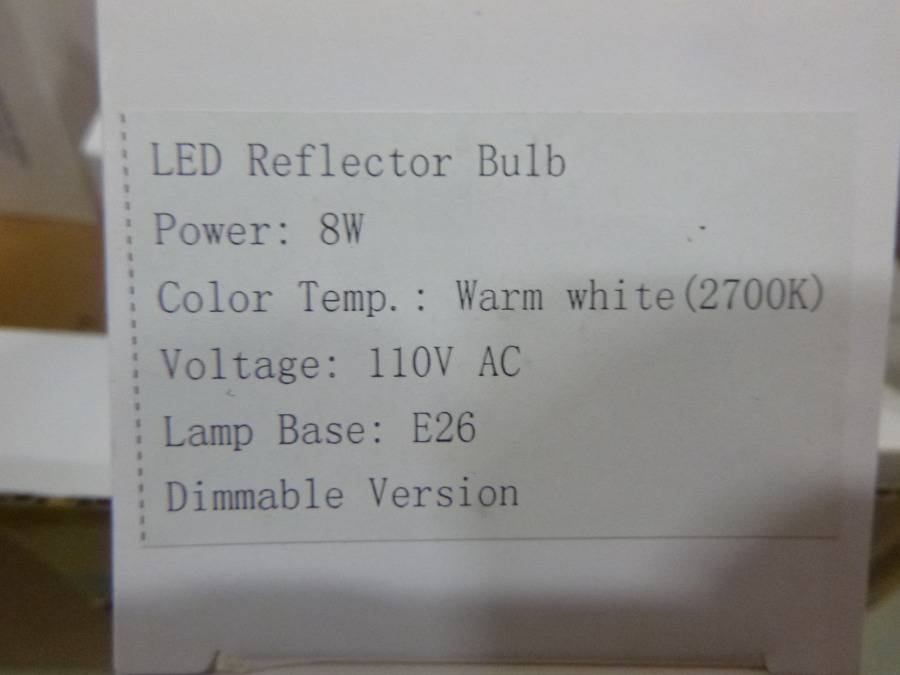 LED Reflector Bulb
Power: 8W
Color Temp.: Warm white(2700K)
Voltage: 110V AC
Lamp Base: E26
Dimmable Version